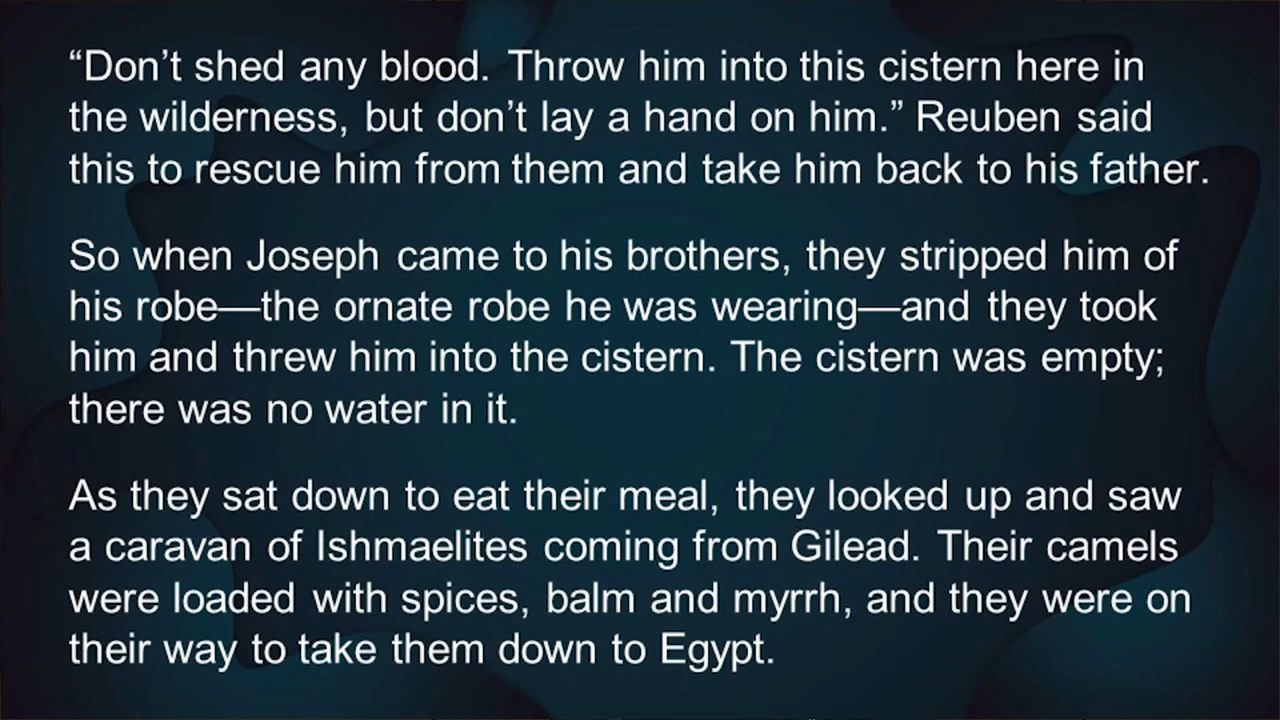 “Don’t shed any blood. Throw him into this cistern here in
the wilderness, but don’t lay a hand on him.” Reuben said
this to rescue him from them and take him back to his father.
So when Joseph came to his brothers, they stripped him of
his robe—the ornate robe he was wearing—and they took
him and threw him into the cistern. The cistern was empty;
there was no water in it.
As they sat down to eat their meal, they looked up and saw
a caravan of Ishmaelites coming from Gilead. Their camels
were loaded with spices, balm and myrrh, and they were on
their way to take them down to Egypt.